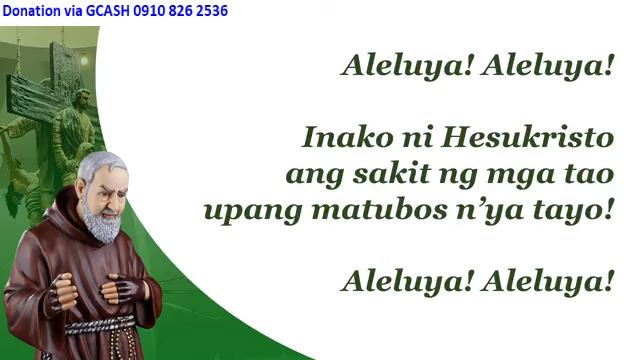 Donation via GCASH 0910 826 2536
Aleluya! Aleluya!
Inako ni Hesukristo
ang sakit ng mga tao
upang matubos n’ya tayo!
Aleluya! Aleluya!